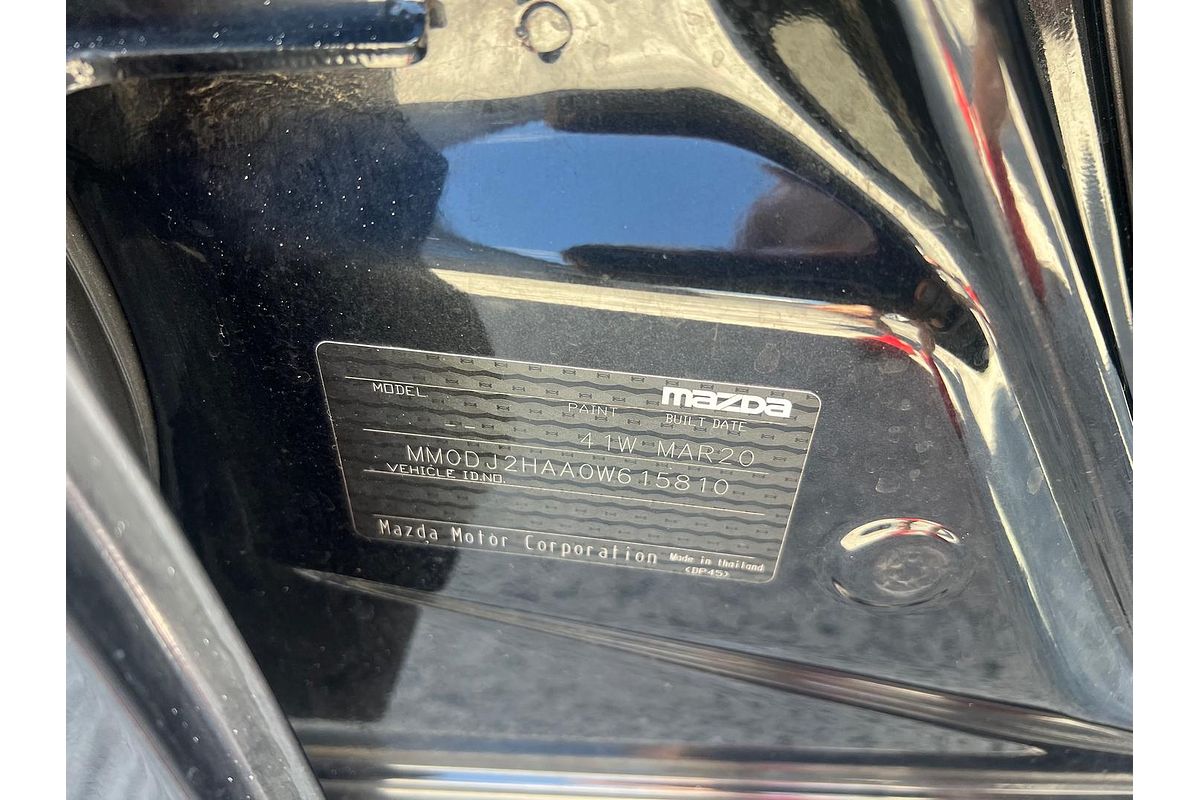 mazda
MODEL PAINT BUILT DATE
-- 41W MAR20
MM0DJ2HAA0W615810
VEHICLE ID.NO.
Mazda Motor Corporation Made in thailand
<DP45>